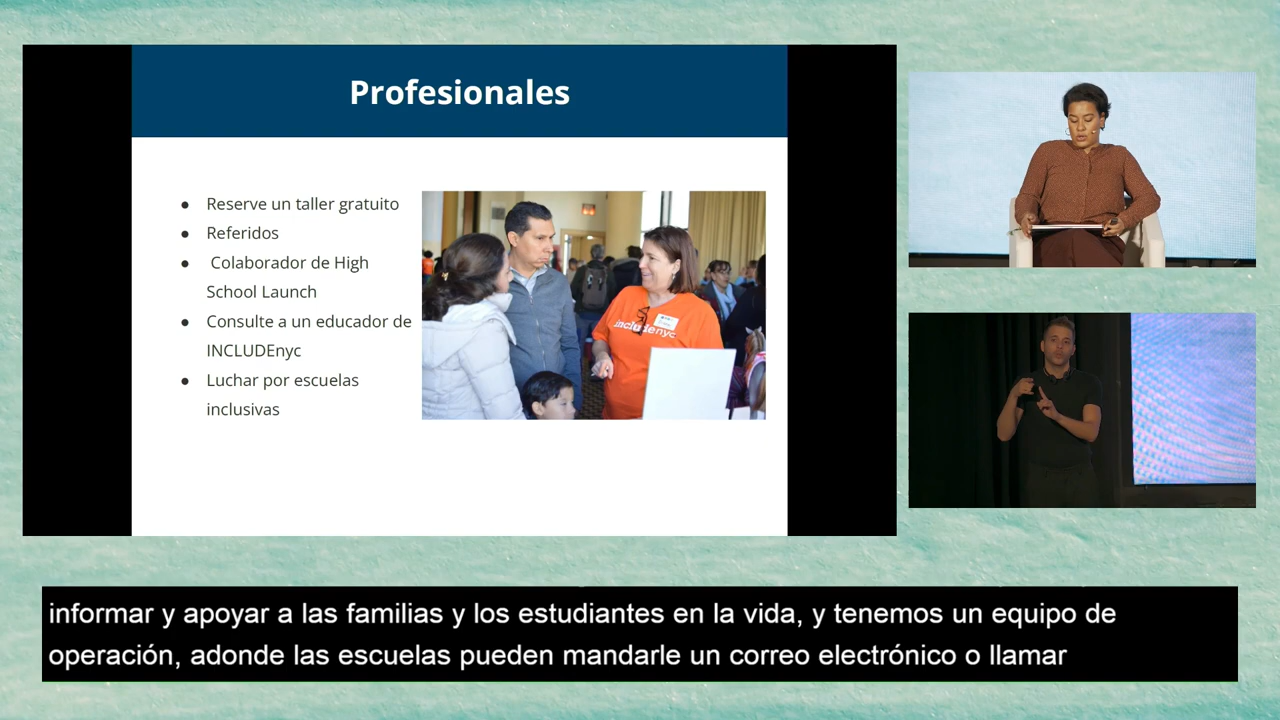 Profesionales
● Reserve un taller gratuito
● Referidos
● Colaborador de High
School Launch
● Consulte a un educador de
INCLUDEnyc
● Luchar por escuelas
inclusivas
includenyc
informar y apoyar a las familias y los estudiantes en la vida, y tenemos un equipo de
operación, adonde las escuelas pueden mandarle un correo electrónico o llamar